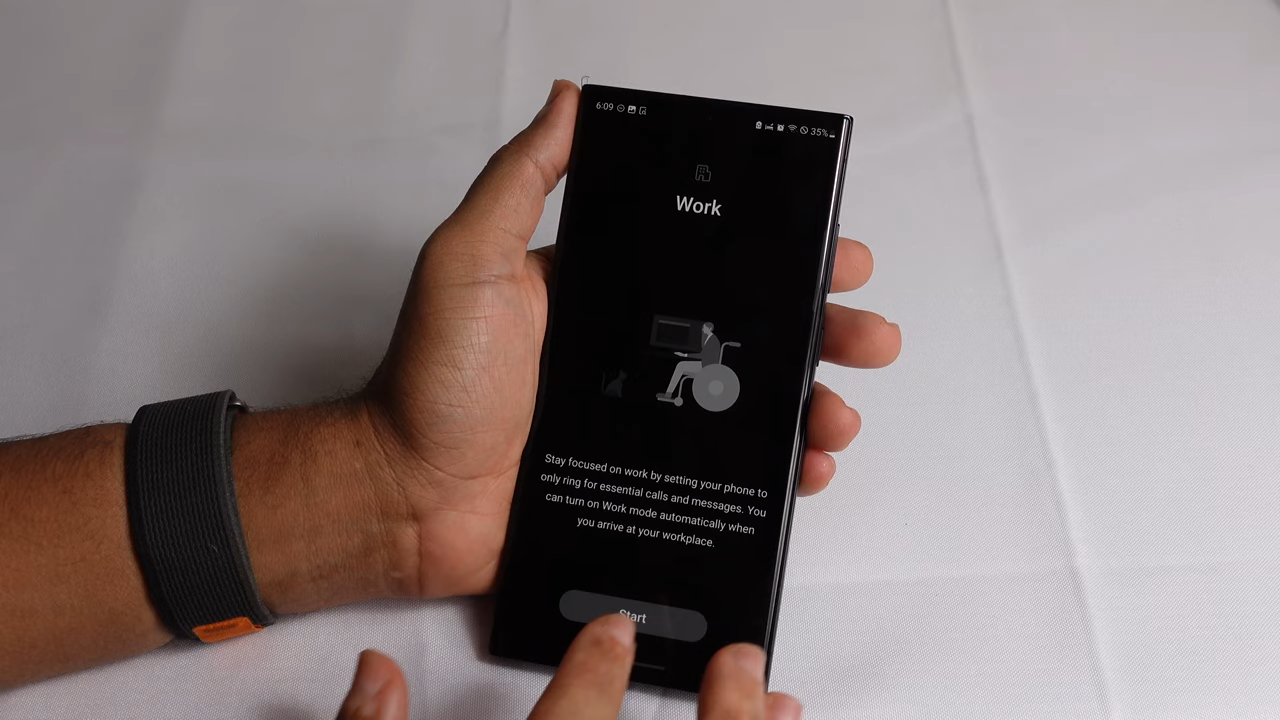 6:09
35%
Work
Stay focused on work by setting your phone to
only ring for essential calls and messages. You
can turn on Work mode automatically when
you arrive at your workplace.
Start